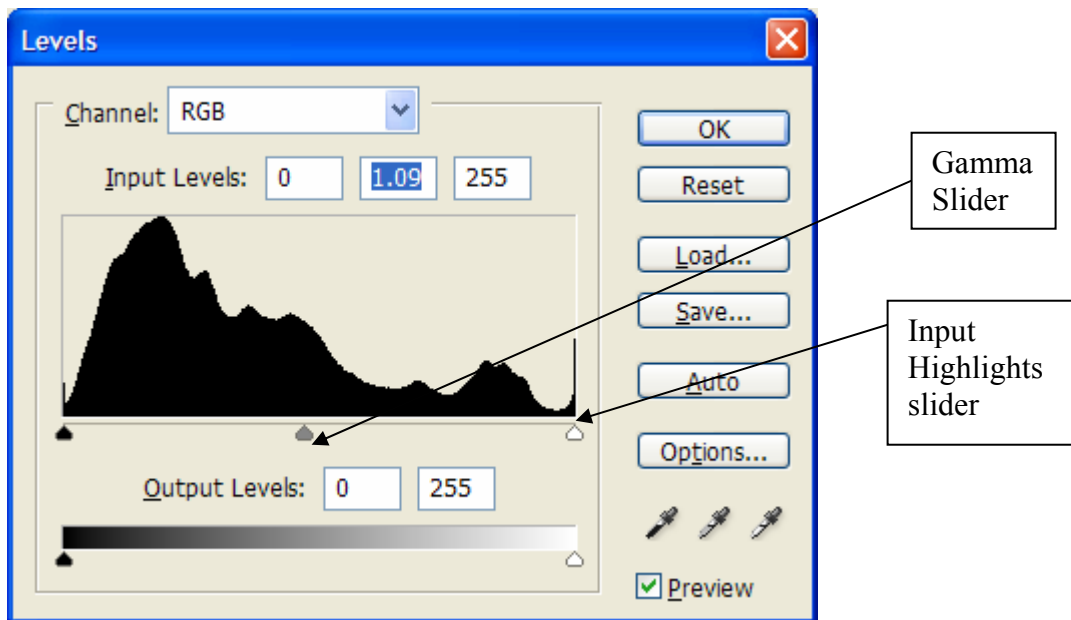 Levels
Channel: RGB
Input Levels: 0 1.09 255
Output Levels: 0 255
OK
Reset
Load...
Save...
Auto
Options...
Preview
Gamma
Slider
Input
Highlights
slider